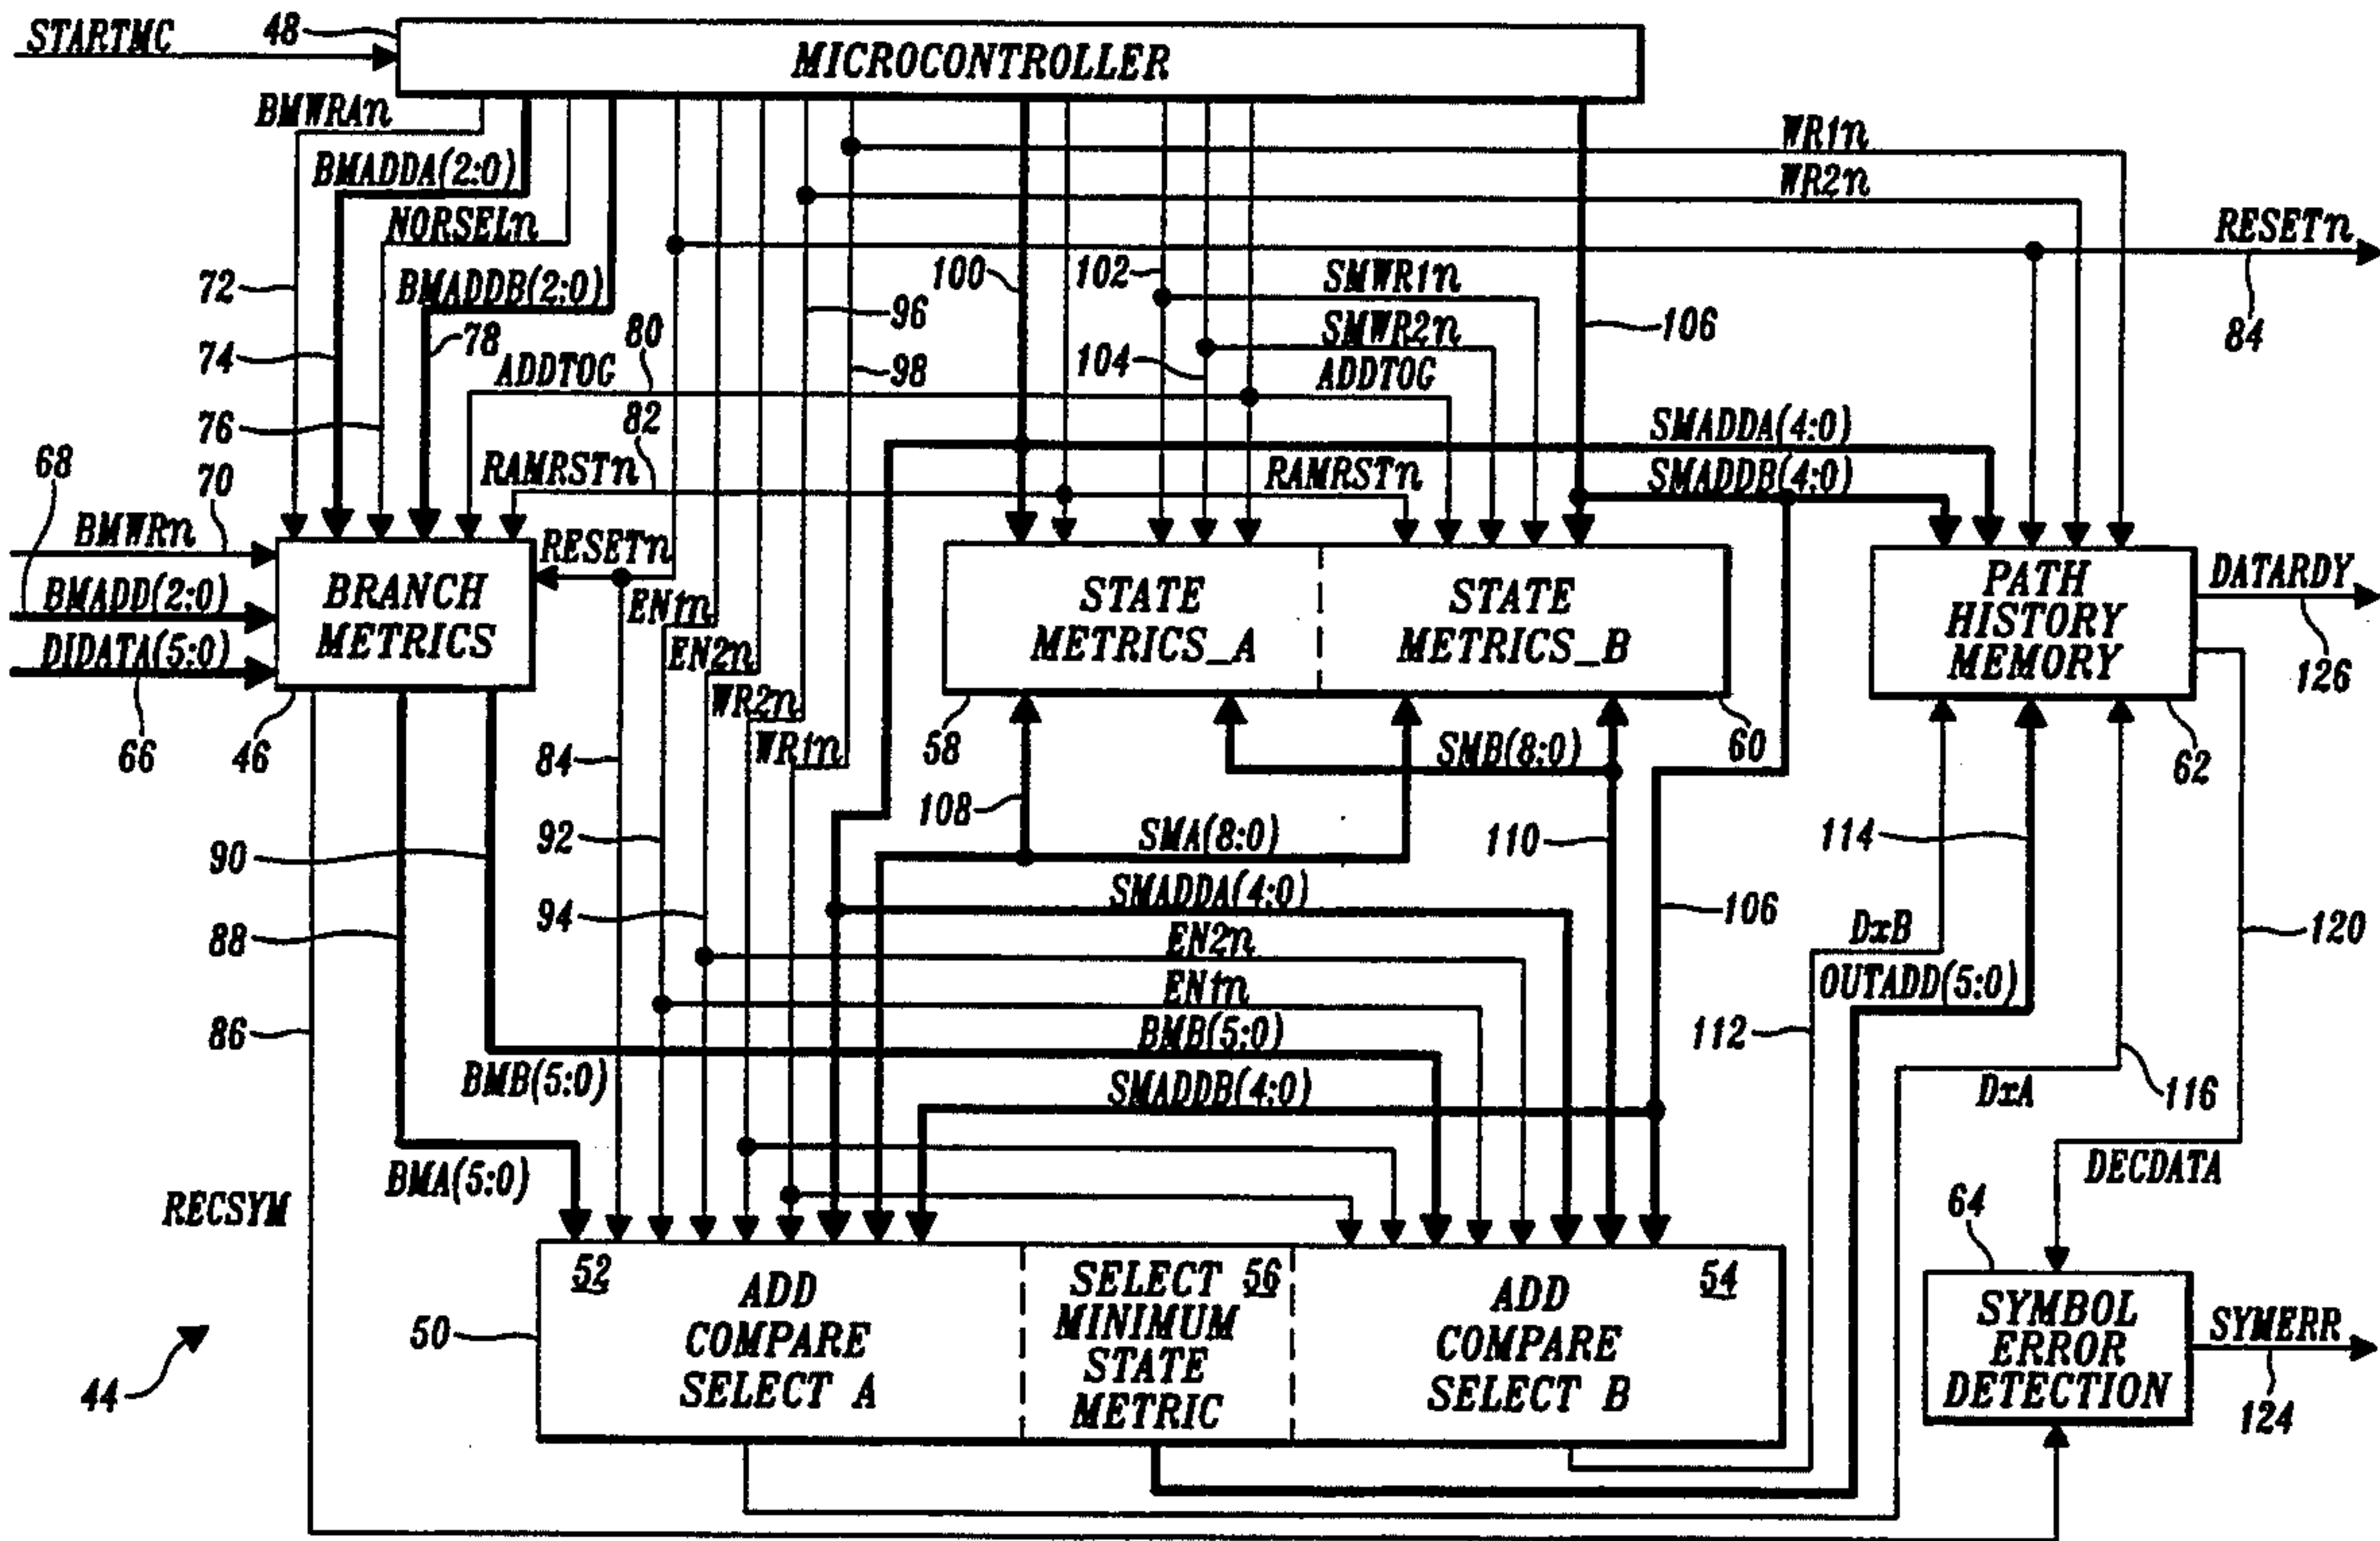 STARTMC
48
MICROCONTROLLER
BMWRAn
WR1n
BMADDA(2:0)
WR2n
NORSELn
RESETn
72
BMADDB(2:0)
100
102
SMWR1n
96
106
84
74
78
80
SMWR2n
ADDTOG
98
104
ADDTOG
76
82
SMADDA(4:0)
68
70
RAMRSTn
RAMRSTn
SMADDB(4:0)
BMWRn
RESETn
BMADD(2:0)
BRANCH
METRICS
EN1n
STATE
METRICS_A
STATE
METRICS_B
PATH
HISTORY
MEMORY
DATARDY
DIDATA(5:0)
EN2n
126
WR2n
66
46
84
WR1n
58
SMB(8:0)
60
62
108
90
92
SMA(8:0)
110
114
SMADDA(4:0)
88
94
106
DxB
120
EN2n
OUTADD(5:0)
EN1n
86
BMB(5:0)
112
BMB(5:0)
SMADDB(4:0)
DxA
116
BMA(5:0)
DECDATA
RECSYM
64
52
ADD
COMPARE
SELECT A
SELECT
MINIMUM
STATE
METRIC
56
ADD
COMPARE
SELECT B
54
50
SYMBOL
ERROR
DETECTION
SYMERR
44
124